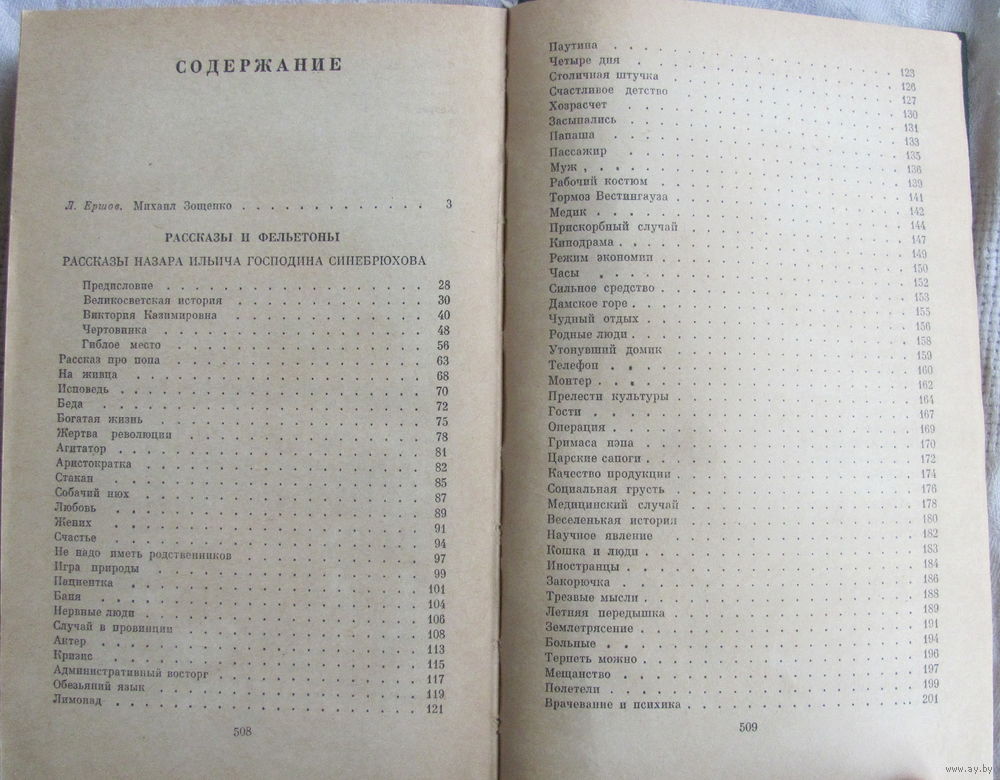 СОДЕРЖАНИЕ
Л. Ершов. Михаил Зощенко . . . . . . . . . . 3
РАССКАЗЫ И ФЕЛЬЕТОНЫ
РАССКАЗЫ НАЗАРА ИЛЬИЧА ГОСПОДИНА СИНЕБРЮХОВА
Предисловие . . . . . . . . . . 28
Великосветская история . . . . . . . . . . 30
Виктория Казимировна . . . . . . . . . . 40
Чертовинка . . . . . . . . . . 48
Гиблое место . . . . . . . . . . 56
Рассказ про попа . . . . . . . . . . 63
На живца . . . . . . . . . . 68
Исповедь . . . . . . . . . . 70
Беда . . . . . . . . . . 72
Богатая жизнь . . . . . . . . . . 75
Жертва революции . . . . . . . . . . 78
Агитатор . . . . . . . . . . 81
Аристократка . . . . . . . . . . 82
Стакан . . . . . . . . . . 85
Собачий нюх . . . . . . . . . . 87
Любовь . . . . . . . . . . 89
Жених . . . . . . . . . . 91
Счастье . . . . . . . . . . 94
Не надо иметь родственников . . . . . . . . . . 97
Игра природы . . . . . . . . . . 99
Пациентка . . . . . . . . . . 101
Баня . . . . . . . . . . 104
Нервные люди . . . . . . . . . . 106
Случай в провинции . . . . . . . . . . 108
Актер . . . . . . . . . . 113
Кризис . . . . . . . . . . 115
Административный восторг . . . . . . . . . . 117
Обезьяний язык . . . . . . . . . . 119
Лимонад . . . . . . . . . . 121
508
Паутина . . . . . . . . . . 123
Четыре дня . . . . . . . . . . 126
Столичная штучка . . . . . . . . . . 127
Счастливое детство . . . . . . . . . . 130
Хозрасчет . . . . . . . . . . 131
Засыпались . . . . . . . . . . 133
Папаша . . . . . . . . . . 135
Пассажир . . . . . . . . . . 136
Муж . . . . . . . . . . 139
Рабочий костюм . . . . . . . . . . 141
Тормоз Вестингауза . . . . . . . . . . 142
Медик . . . . . . . . . . 144
Прискорбный случай . . . . . . . . . . 147
Кинодрама . . . . . . . . . . 149
Режим экономии . . . . . . . . . . 150
Часы . . . . . . . . . . 152
Сильное средство . . . . . . . . . . 153
Дамское горе . . . . . . . . . . 155
Чудный отдых . . . . . . . . . . 156
Родные люди . . . . . . . . . . 158
Утонувший домик . . . . . . . . . . 159
Телефон . . . . . . . . . . 160
Монтер . . . . . . . . . . 162
Прелести культуры . . . . . . . . . . 164
Гости . . . . . . . . . . 167
Операция . . . . . . . . . . 169
Гримаса нэпа . . . . . . . . . . 170
Царские сапоги . . . . . . . . . . 172
Качество продукции . . . . . . . . . . 174
Социальная грусть . . . . . . . . . . 176
Медицинский случай . . . . . . . . . . 178
Веселенькая история . . . . . . . . . . 180
Научное явление . . . . . . . . . . 182
Кошка и люди . . . . . . . . . . 183
Иностранцы . . . . . . . . . . 184
Закорючка . . . . . . . . . . 186
Трезвые мысли . . . . . . . . . . 188
Летняя передышка . . . . . . . . . . 189
Землетрясение . . . . . . . . . . 191
Больные . . . . . . . . . . 194
Терпеть можно . . . . . . . . . . 196
Мещанство . . . . . . . . . . 197
Полетели . . . . . . . . . . 199
Врачевание и психика . . . . . . . . . . 201
509
www.ay.by